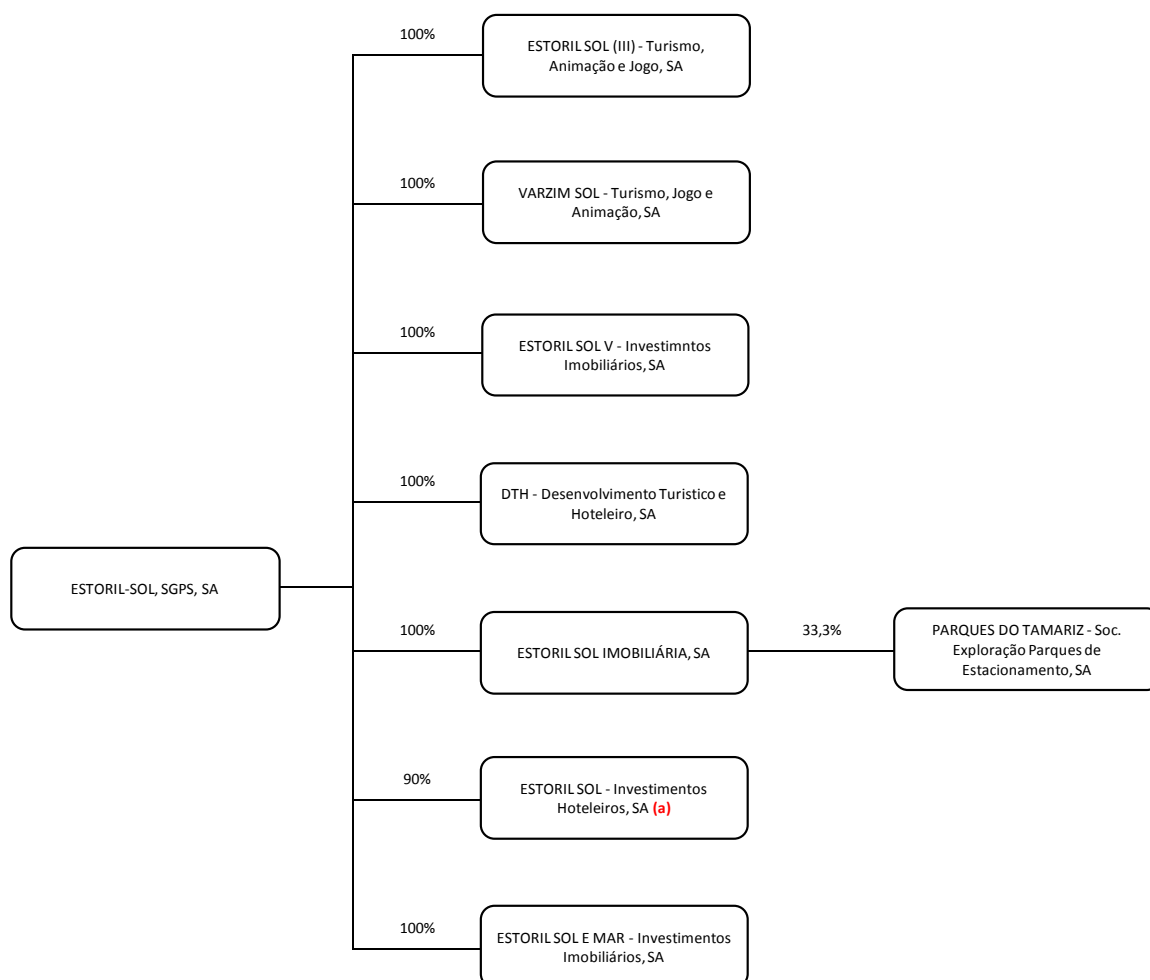 100%
ESTORIL SOL (III) - Turismo,
Animação e Jogo, SA
100%
VARZIM SOL - Turismo, Jogo e
Animação, SA
100%
ESTORIL SOL V - Investimntos
Imobiliários, SA
100%
DTH - Desenvolvimento Turistico e
Hoteleiro, SA
ESTORIL-SOL, SGPS, SA
100%
ESTORIL SOL IMOBILIÁRIA, SA
33,3%
PARQUES DO TAMARIZ - Soc.
Exploração Parques de
Estacionamento, SA
90%
ESTORIL SOL - Investimentos
Hoteleiros, SA (a)
100%
ESTORIL SOL E MAR - Investimentos
Imobiliários, SA